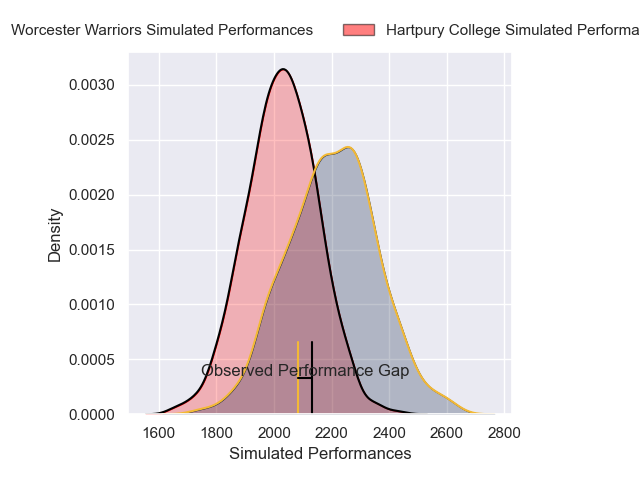 Worcester Warriors Simulated Performances
Hartpury College Simulated Performa
0.0030
0.0025
0.0020
0.0015
0.0010
0.0005
0.0000
Density
Observed Performance Gap
1600 1800 2000 2200 2400 2600 2800
Simulated Performances